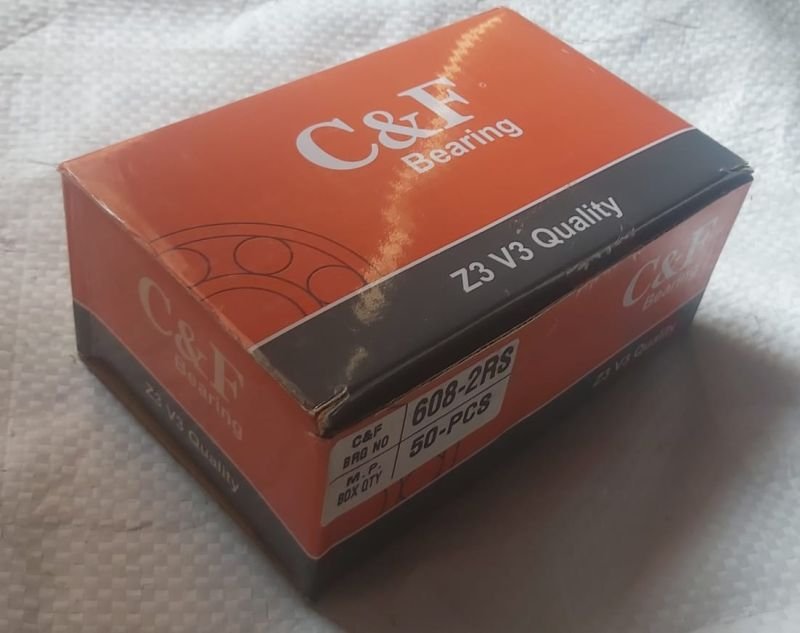 C&F
Bearing
Z3 V3 Quality
C&F
Bearing
Z3 V3 Quality
C&F
Bearing
Z3 V3 Quality
C&F
BRG NO
608-2RS
M.P.
BOX QTY
50-PCS